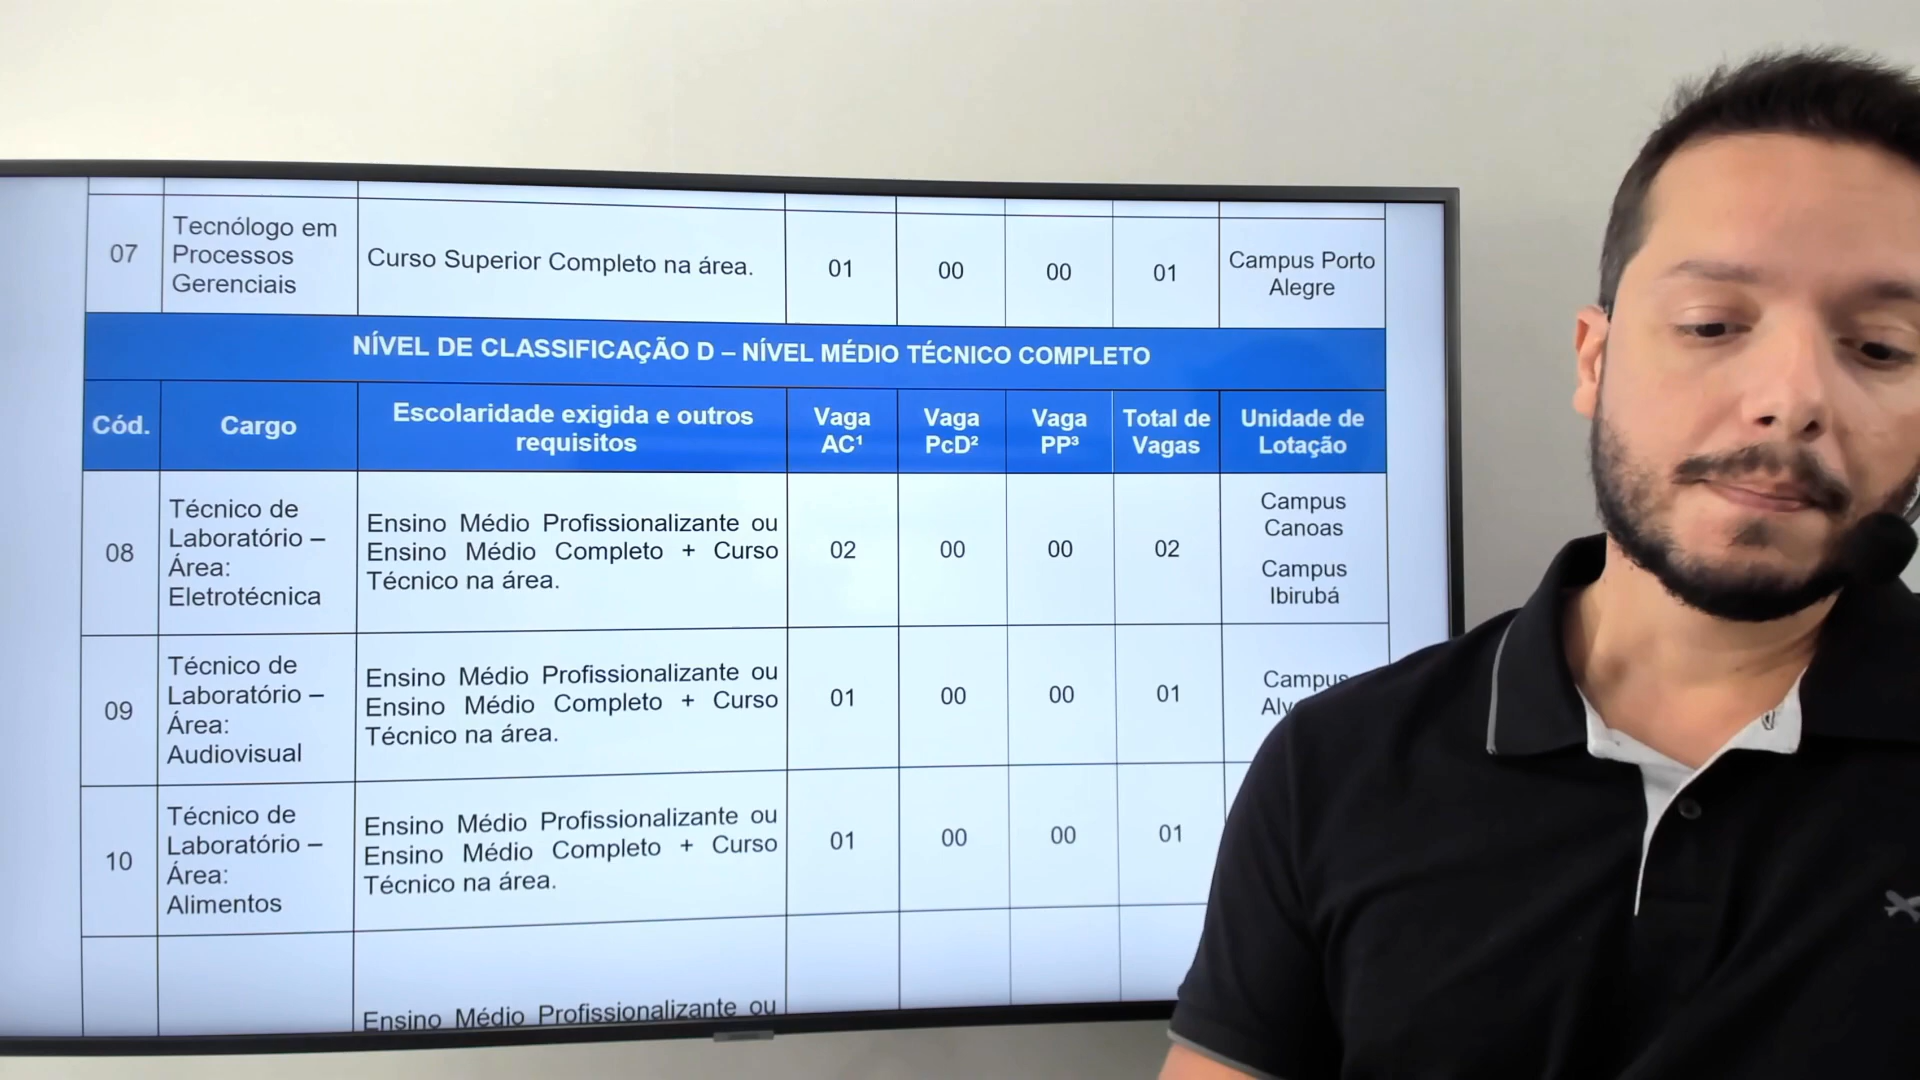 07
Tecnólogo em
Processos
Gerenciais
Curso Superior Completo na área.
01
00
00
01
Campus Porto
Alegre
NÍVEL DE CLASSIFICAÇÃO D – NÍVEL MÉDIO TÉCNICO COMPLETO
Cód.
Cargo
Escolaridade exigida e outros
requisitos
Vaga
AC¹
Vaga
PcD²
Vaga
PP³
Total de
Vagas
Unidade de
Lotação
08
Técnico de
Laboratório –
Área:
Eletrotécnica
Ensino Médio Profissionalizante ou
Ensino Médio Completo + Curso
Técnico na área.
02
00
00
02
Campus
Canoas
Campus
Ibirubá
09
Técnico de
Laboratório –
Área:
Audiovisual
Ensino Médio Profissionalizante ou
Ensino Médio Completo + Curso
Técnico na área.
01
00
00
01
Campus
10
Técnico de
Laboratório –
Área:
Alimentos
Ensino Médio Profissionalizante ou
Ensino Médio Completo + Curso
Técnico na área.
01
00
00
01
Ensino Médio Profissionalizante ou